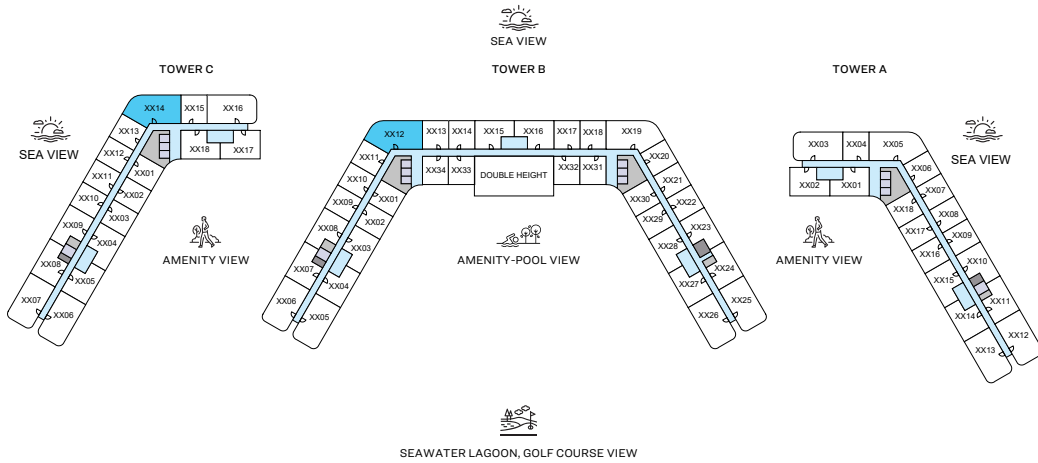 SEA VIEW
TOWER C
TOWER B
TOWER A
SEA VIEW
XX14
XX15
XX16
XX13
XX12
XX11
XX10
XX09
XX08
XX07
XX06
XX05
XX04
XX03
XX02
XX01
XX18
XX17
AMENITY VIEW
XX12
XX13
XX14
XX15
XX16
XX17
XX18
XX19
XX11
XX10
XX08
XX07
XX06
XX05
XX04
XX03
XX02
XX01
XX34
XX33
DOUBLE HEIGHT
XX32
XX31
XX30
XX29
XX28
XX27
XX26
XX20
XX21
XX22
XX23
XX24
XX25
AMENITY-POOL VIEW
XX03
XX04
XX05
XX02
XX01
XX06
XX07
XX08
XX09
XX10
XX11
XX12
XX18
XX17
XX16
XX15
XX14
XX13
AMENITY VIEW
SEA VIEW
SEAWATER LAGOON, GOLF COURSE VIEW